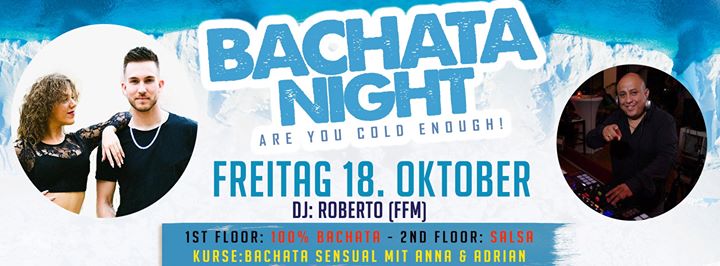 BACHATA
NIGHT
ARE YOU COLD ENOUGH!
FREITAG 18. OKTOBER
DJ: ROBERTO (FFM)
1ST FLOOR: 100% BACHATA - 2ND FLOOR: SALSA
KURSE:BACHATA SENSUAL MIT ANNA & ADRIAN